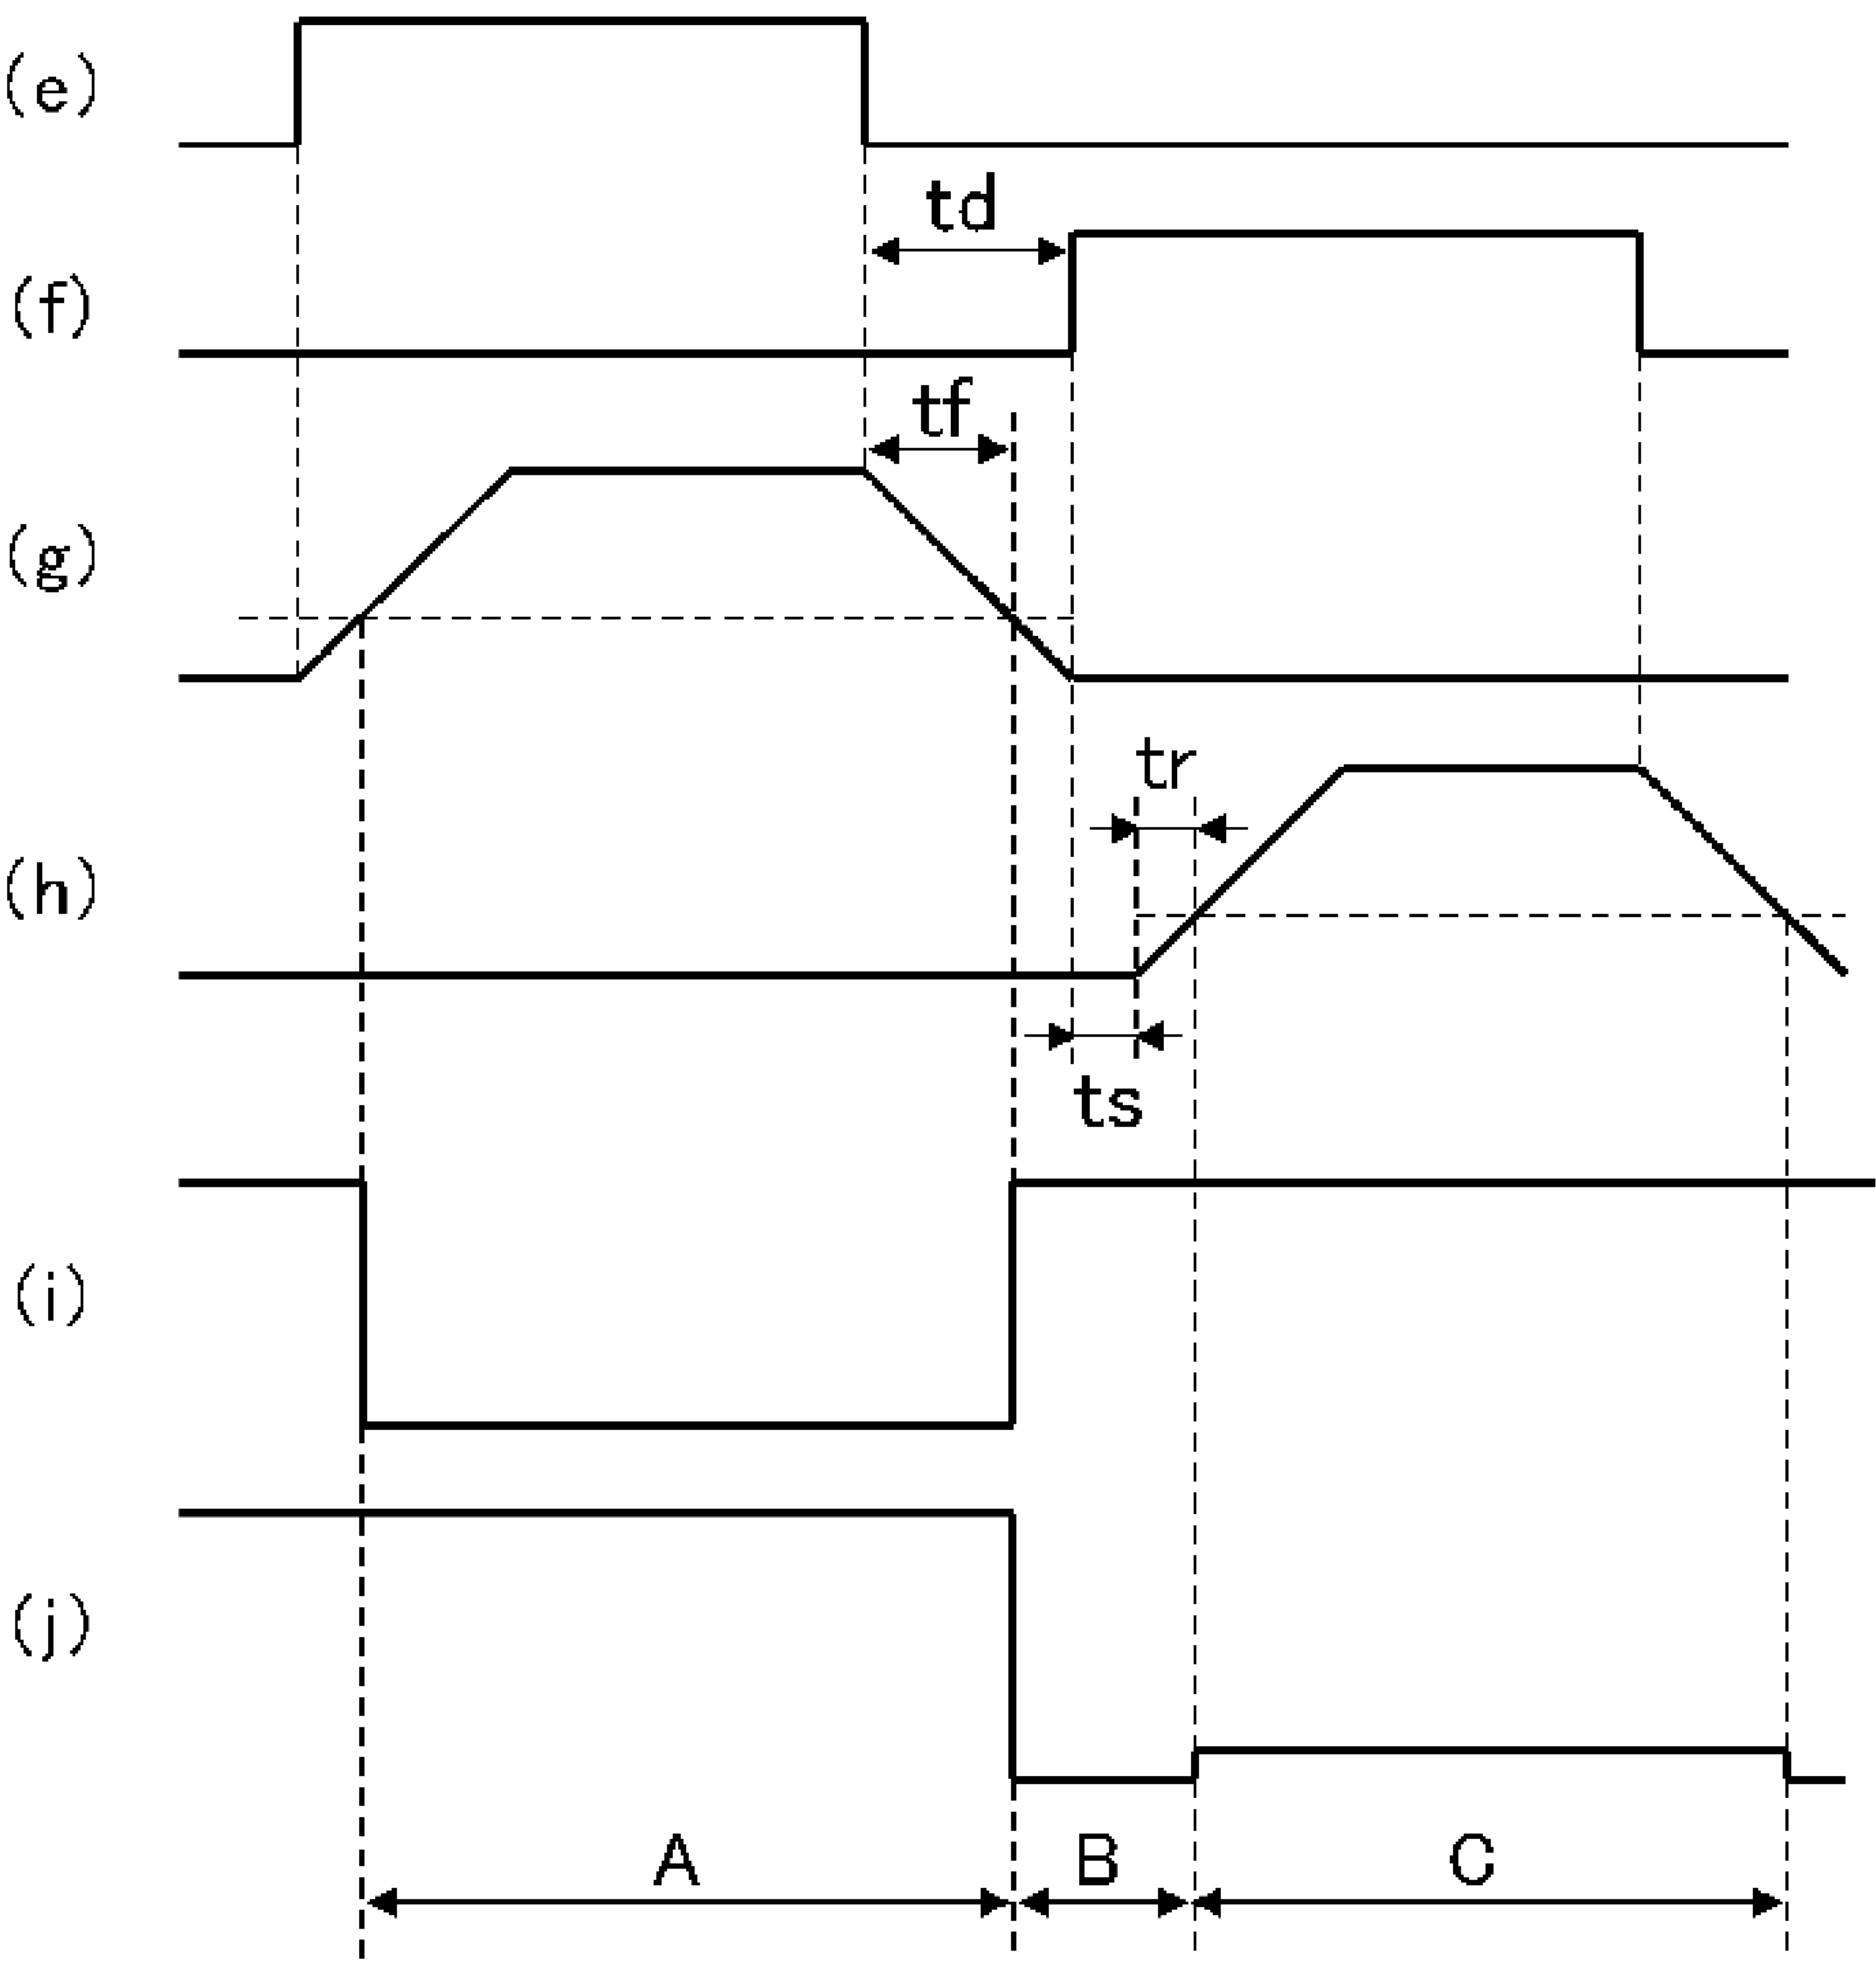 (e)
td
(f)
tf
(g)
tr
(h)
ts
(i)
(j)
A B C